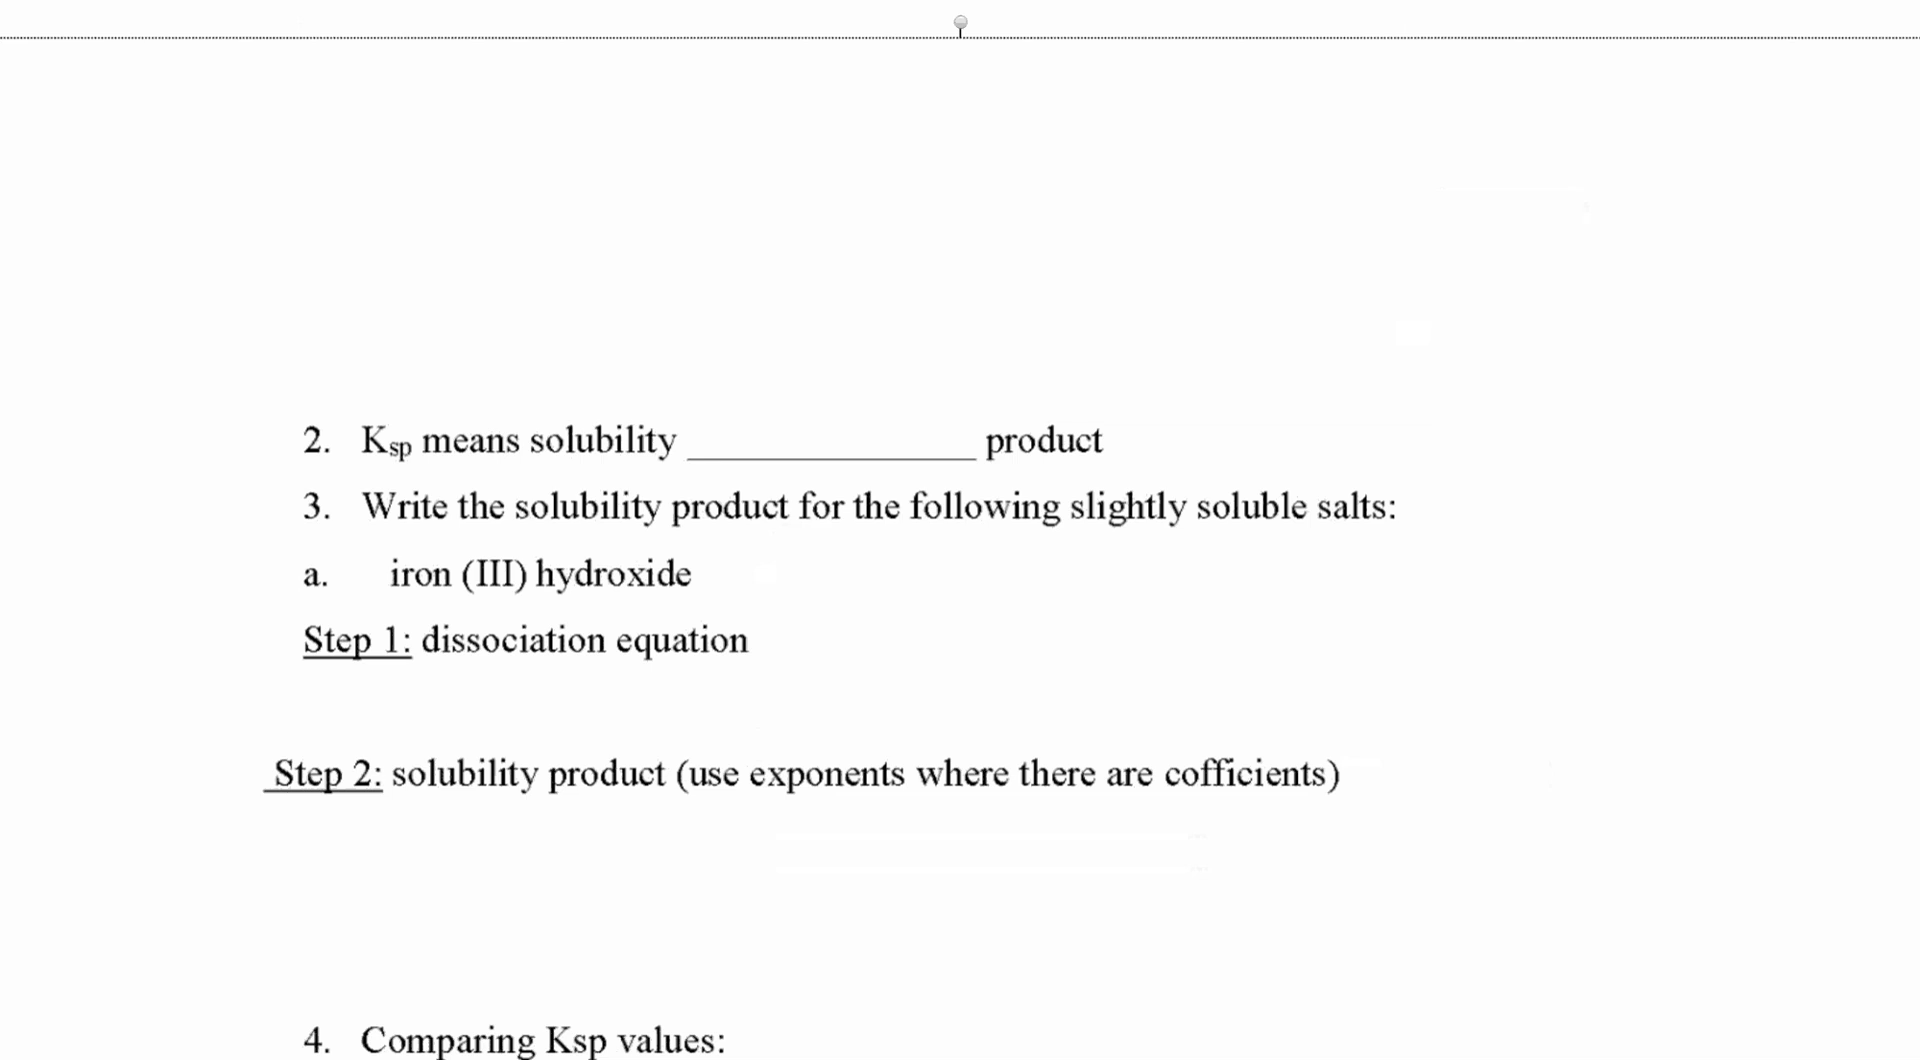 2. Ksp means solubility _______________ product
3. Write the solubility product for the following slightly soluble salts:
a. iron (III) hydroxide
Step 1: dissociation equation
Step 2: solubility product (use exponents where there are cofficients)
4. Comparing Ksp values: